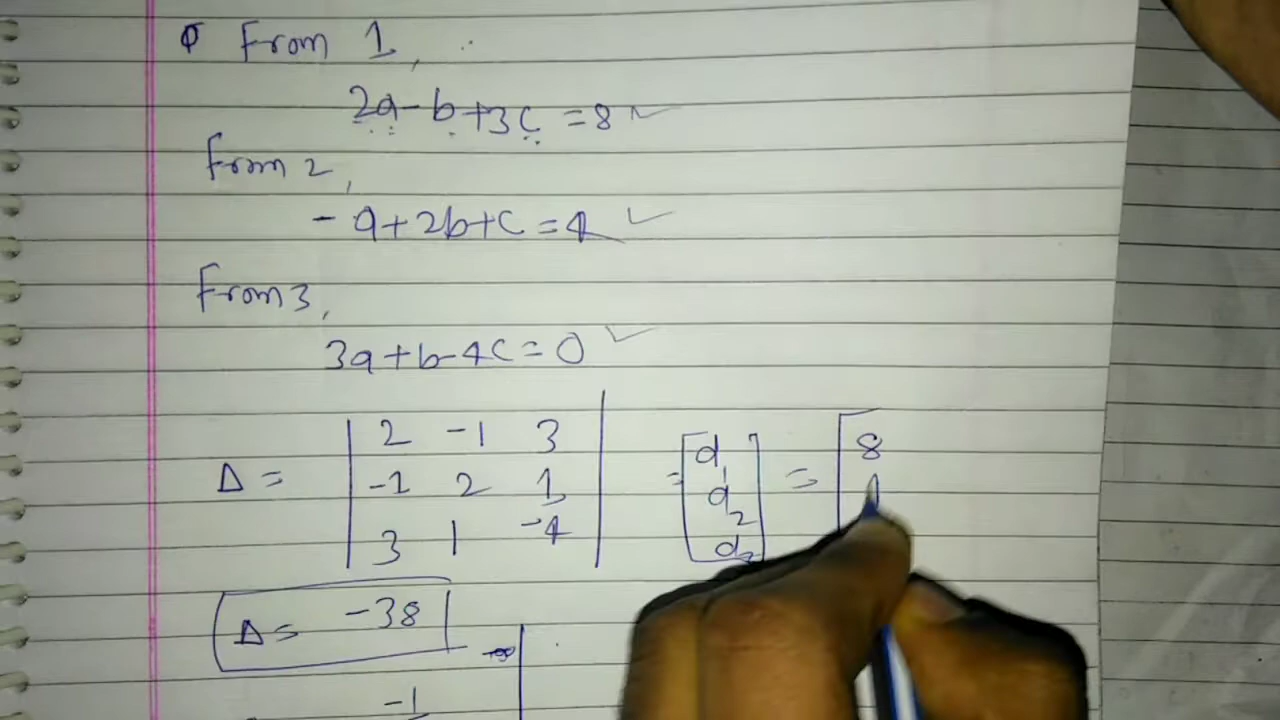 From 1,
2a-b+3c=8
From 2,
-a+2b+c=4
From 3,
3a+b-4c=0
2 -1 3 d1 8
Δ= -1 2 1 = d2 =
3 1 -4
Δ= -38
-1